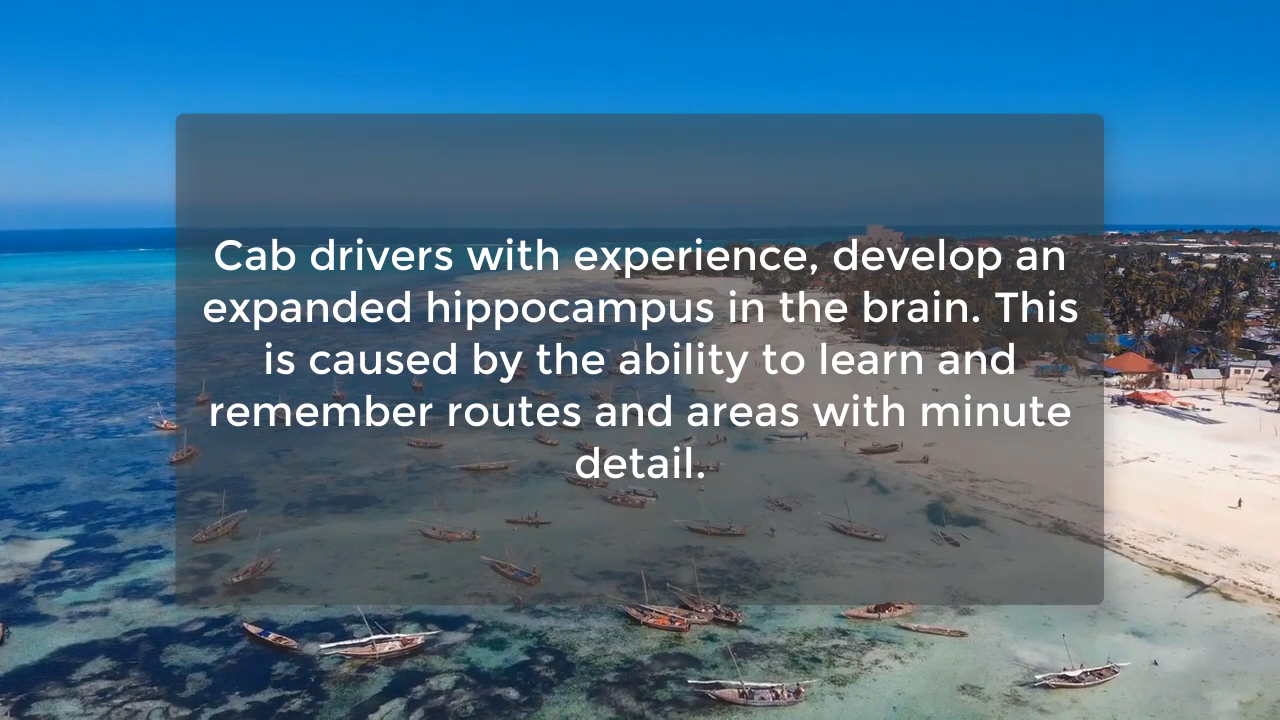 Cab drivers with experience, develop an
expanded hippocampus in the brain. This
is caused by the ability to learn and
remember routes and areas with minute
detail.